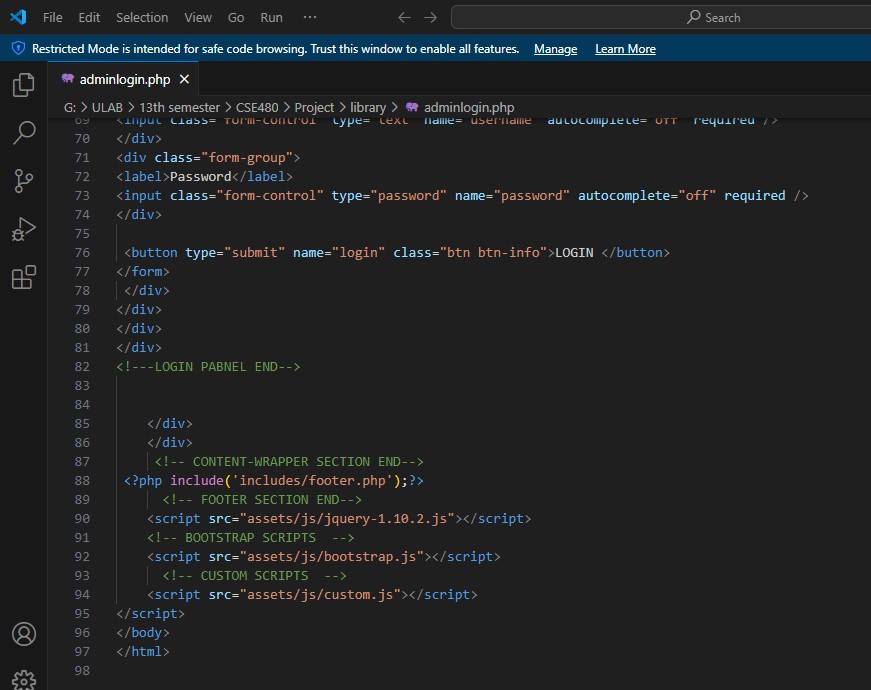 File Edit Selection View Go Run ··· Search
Restricted Mode is intended for safe code browsing. Trust this window to enable all features. Manage Learn More
adminlogin.php
G: > ULAB > 13th semester > CSE480 > Project > library > adminlogin.php
69 <input class="form-control" type="text" name="username" autocomplete="off" required />
70 </div>
71 <div class="form-group">
72 <label>Password</label>
73 <input class="form-control" type="password" name="password" autocomplete="off" required />
74 </div>
75
76 <button type="submit" name="login" class="btn btn-info">LOGIN </button>
77 </form>
78 </div>
79 </div>
80 </div>
81 </div>
82 <!---LOGIN PABNEL END-->
83
84
85 </div>
86 </div>
87 <!-- CONTENT-WRAPPER SECTION END-->
88 <?php include('includes/footer.php');?>
89 <!-- FOOTER SECTION END-->
90 <script src="assets/js/jquery-1.10.2.js"></script>
91 <!-- BOOTSTRAP SCRIPTS  -->
92 <script src="assets/js/bootstrap.js"></script>
93 <!-- CUSTOM SCRIPTS  -->
94 <script src="assets/js/custom.js"></script>
95 </script>
96 </body>
97 </html>
98